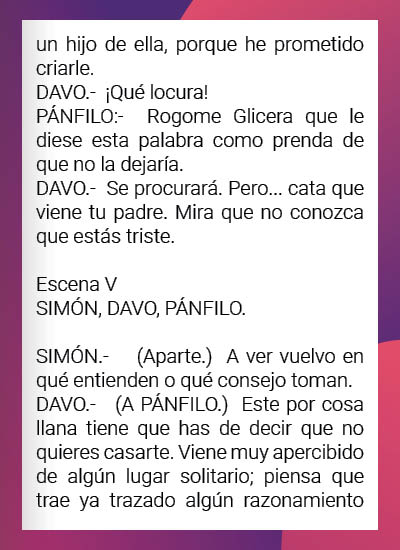 un hijo de ella, porque he prometido
criarle.
DAVO.- ¡Qué locura!
PÁNFILO:- Rogome Glicera que le
diese esta palabra como prenda de
que no la dejaría.
DAVO.- Se procurará. Pero... cata que
viene tu padre. Mira que no conozca
que estás triste.

Escena V
SIMÓN, DAVO, PÁNFILO.

SIMÓN.- (Aparte.) A ver vuelvo en
qué entienden o qué consejo toman.
DAVO.- (A PÁNFILO.) Este por cosa
llana tiene que has de decir que no
quieres casarte. Viene muy apercibido
de algún lugar solitario; piensa que
trae ya trazado algún razonamiento